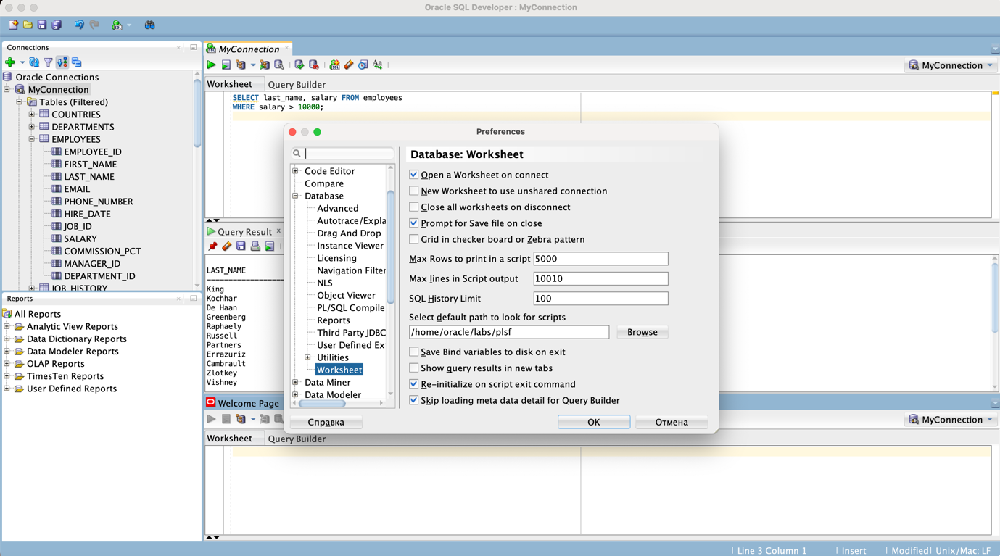 Oracle SQL Developer : MyConnection
Connections
Oracle Connections
MyConnection
Tables (Filtered)
COUNTRIES
DEPARTMENTS
EMPLOYEES
EMPLOYEE_ID
FIRST_NAME
LAST_NAME
EMAIL
PHONE_NUMBER
HIRE_DATE
JOB_ID
SALARY
COMMISSION_PCT
MANAGER_ID
DEPARTMENT_ID
JOB_HISTORY
Reports
All Reports
Analytic View Reports
Data Dictionary Reports
Data Modeler Reports
OLAP Reports
TimesTen Reports
User Defined Reports
MyConnection
MyConnection
Worksheet
Query Builder
SELECT last_name, salary FROM employees
WHERE salary > 10000;
Query Result
LAST_NAME
King
Kochhar
De Haan
Greenberg
Raphaely
Russell
Partners
Errazuriz
Cambrault
Zlotkey
Vishney
Preferences
Code Editor
Compare
Database
Advanced
Autotrace/Expla
Drag And Drop
Instance Viewer
Licensing
Navigation Filter
NLS
Object Viewer
PL/SQL Compile
Reports
Third Party JDBC
User Defined Ex
Utilities
Worksheet
Data Miner
Data Modeler
Database: Worksheet
Open a Worksheet on connect
New Worksheet to use unshared connection
Close all worksheets on disconnect
Prompt for Save file on close
Grid in checker board or Zebra pattern
Max Rows to print in a script 5000
Max lines in Script output 10010
SQL History Limit 100
Select default path to look for scripts
/home/oracle/labs/plsf Browse
Save Bind variables to disk on exit
Show query results in new tabs
Re-initialize on script exit command
Skip loading meta data detail for Query Builder
Справка OK Отмена
Welcome Page
MyConnection
Worksheet
Query Builder
Line 3 Column 1 Insert Modified Unix/Mac: LF